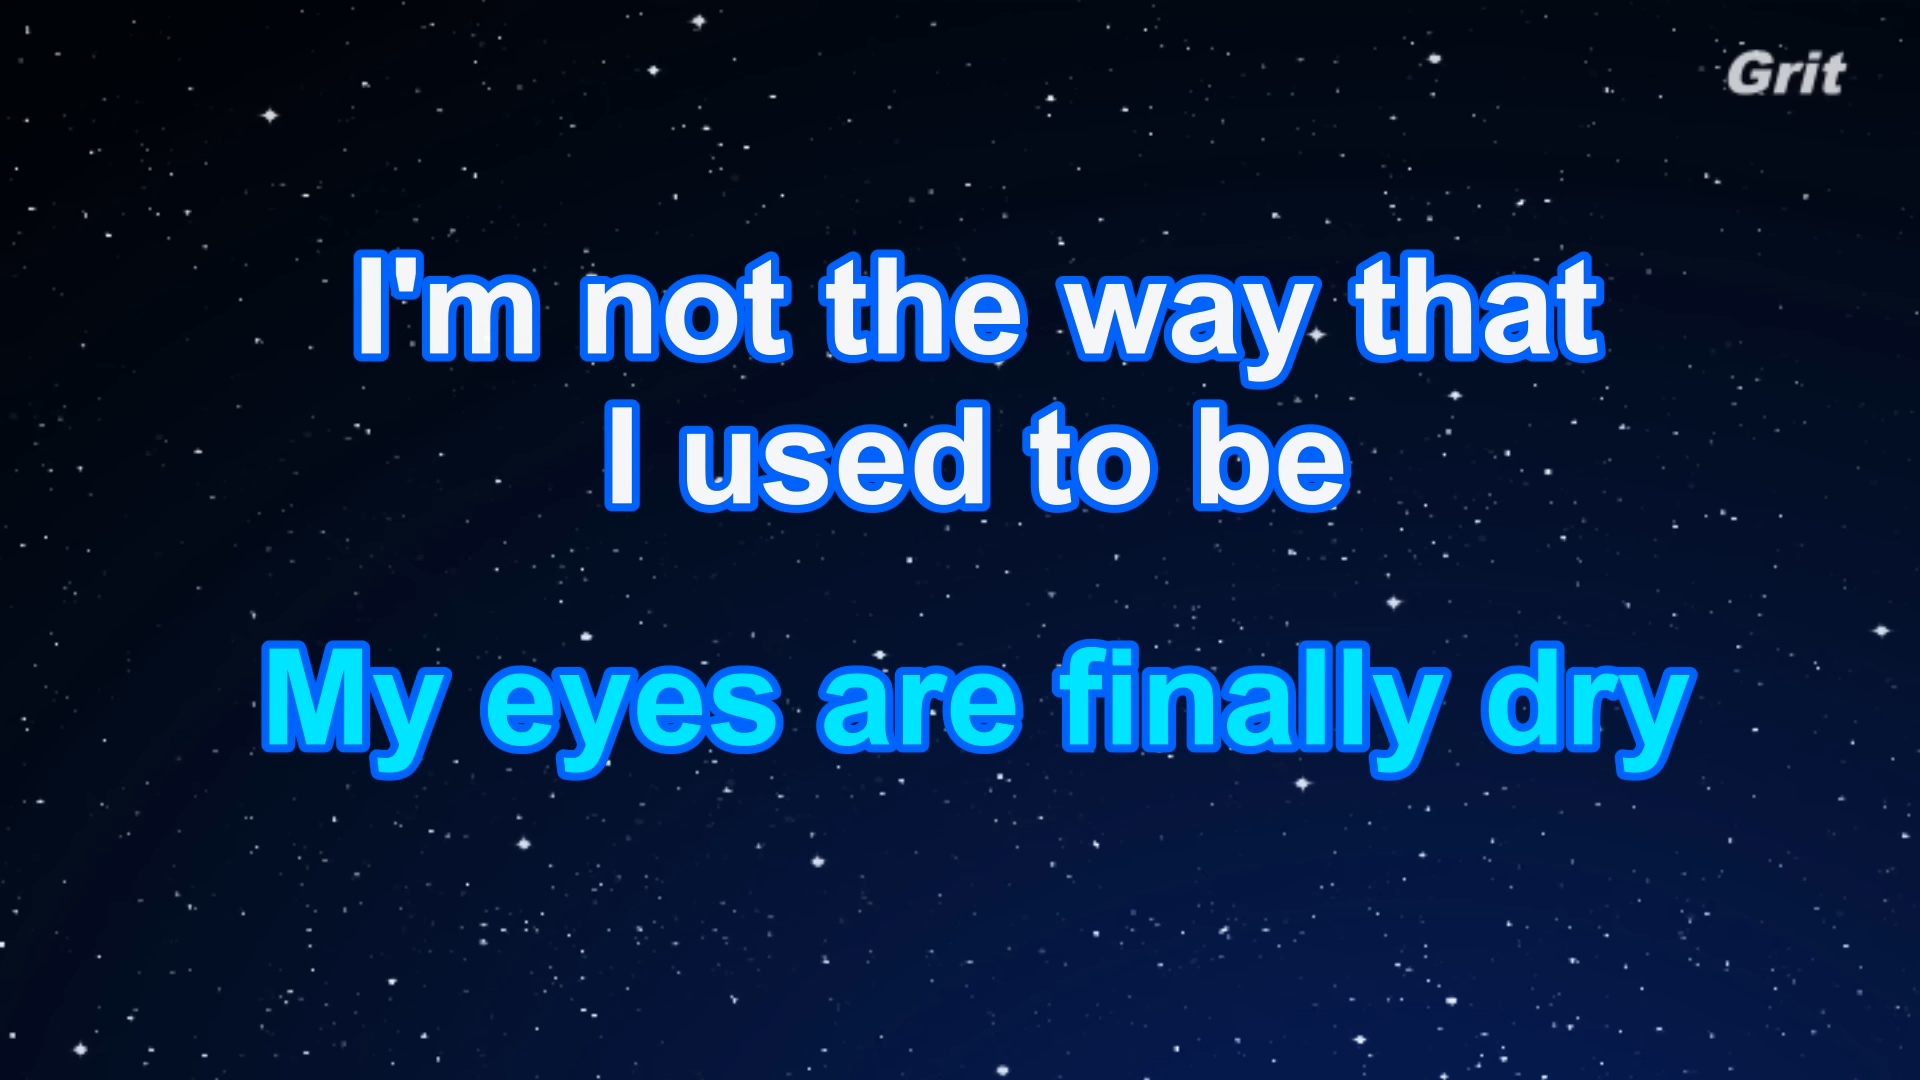 Grit
I'm not the way that
I used to be
My eyes are finally dry